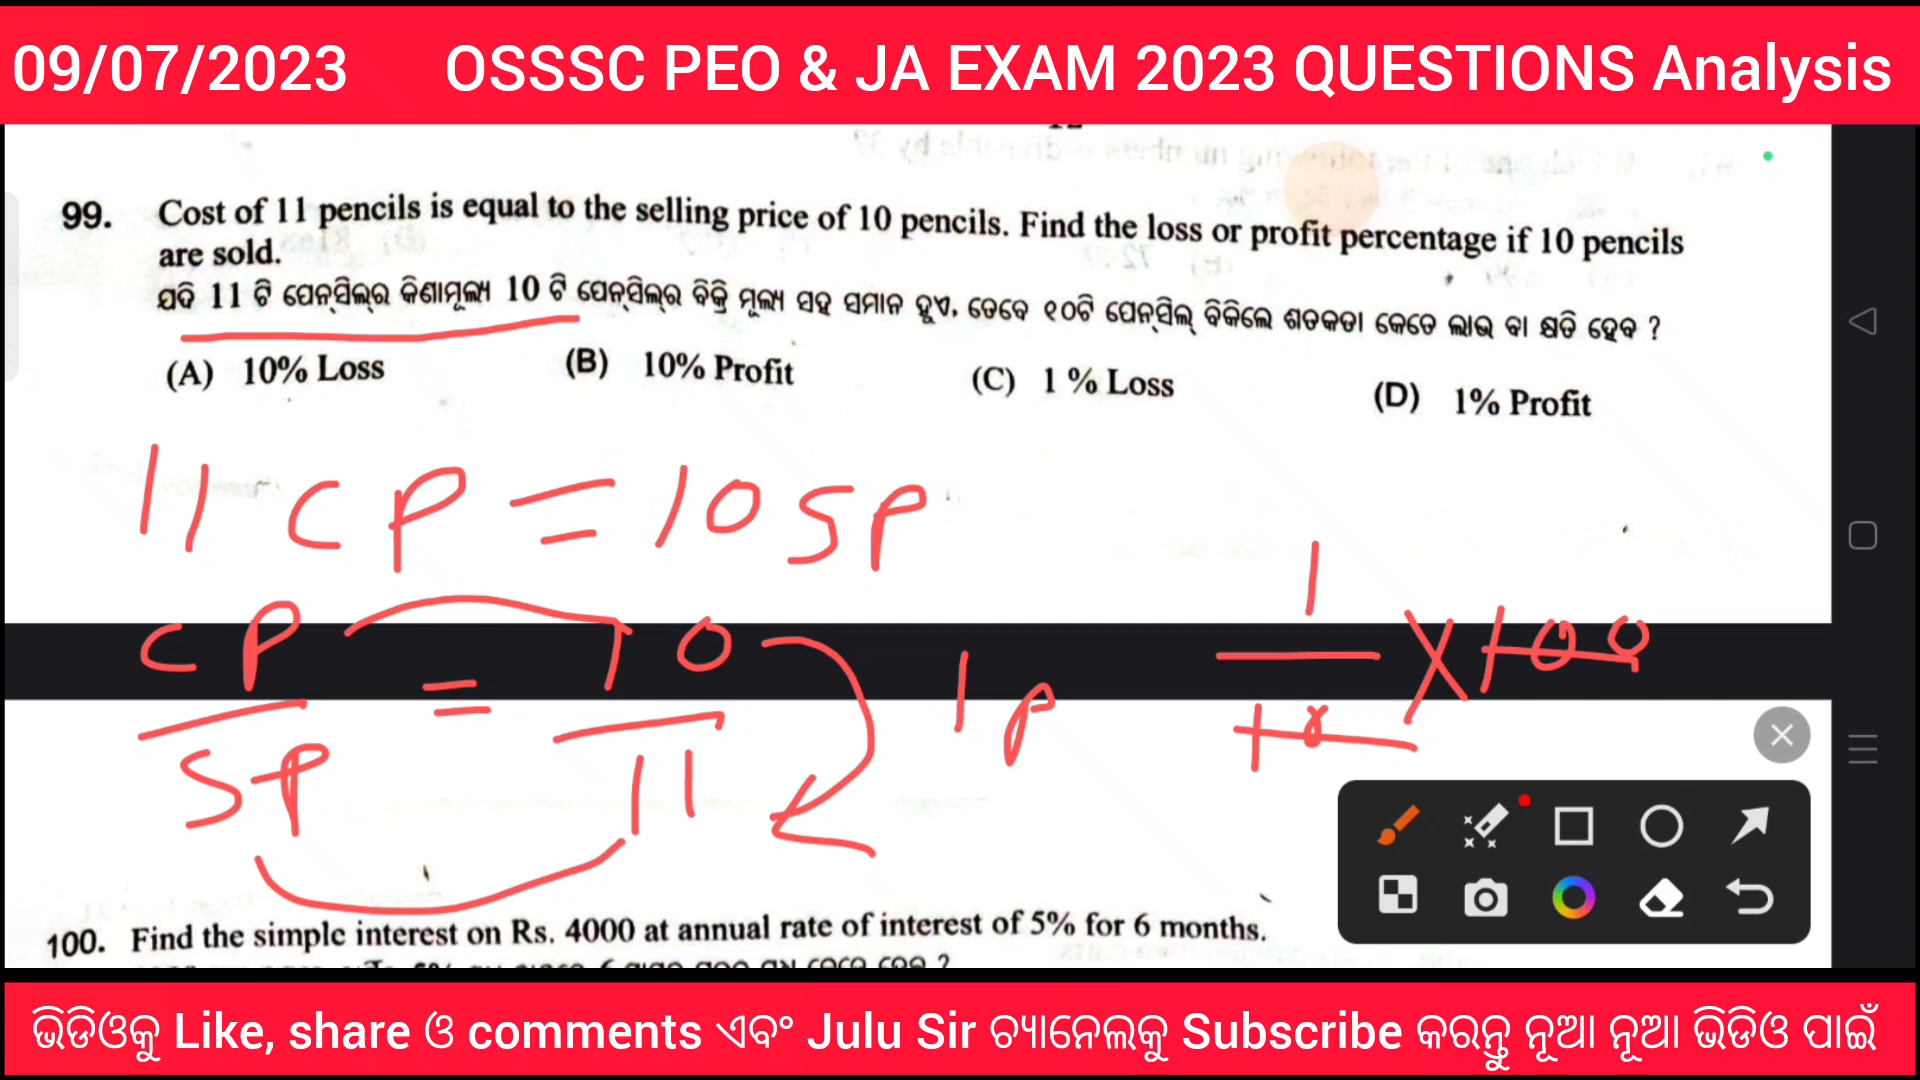 09/07/2023 OSSSC PEO & JA EXAM 2023 QUESTIONS Analysis
99. Cost of 11 pencils is equal to the selling price of 10 pencils. Find the loss or profit percentage if 10 pencils
are sold.
ଯଦି 11 ଟି ପେନ୍‌ସିଲ୍‌ର କିଣାମୂଲ୍ୟ 10 ଟି ପେନ୍‌ସିଲ୍‌ର ବିକ୍ରି ମୂଲ୍ୟ ସହ ସମାନ ହୁଏ, ତେବେ ୧୦ଟି ପେନ୍‌ସିଲ୍ ବିକିଲେ ଶତକଡା କେତେ ଲାଭ ବା କ୍ଷତି ହେବ ?
(A) 10% Loss (B) 10% Profit (C) 1 % Loss (D) 1% Profit
11 CP = 10 SP
CP/SP = 10/11 1P 1/10 X 100
100. Find the simple interest on Rs. 4000 at annual rate of interest of 5% for 6 months.
ଭିଡିଓକୁ Like, share ଓ comments ଏବଂ Julu Sir ଚ୍ୟାନେଲକୁ Subscribe କରନ୍ତୁ ନୂଆ ନୂଆ ଭିଡିଓ ପାଇଁ